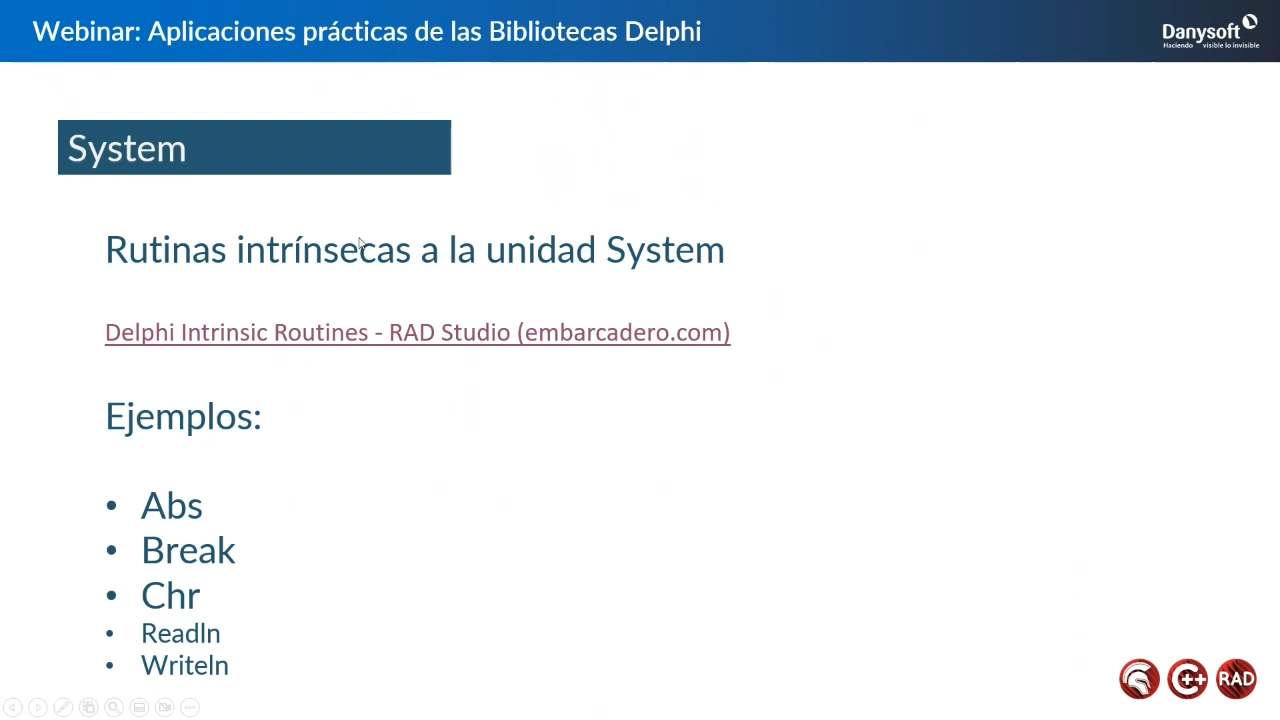 Webinar: Aplicaciones prácticas de las Bibliotecas Delphi
Danysoft
Haciendo visible lo invisible
System
Rutinas intrínsecas a la unidad System
Delphi Intrinsic Routines - RAD Studio (embarcadero.com)
Ejemplos:
• Abs
• Break
• Chr
• Readln
• Writeln
C++
RAD